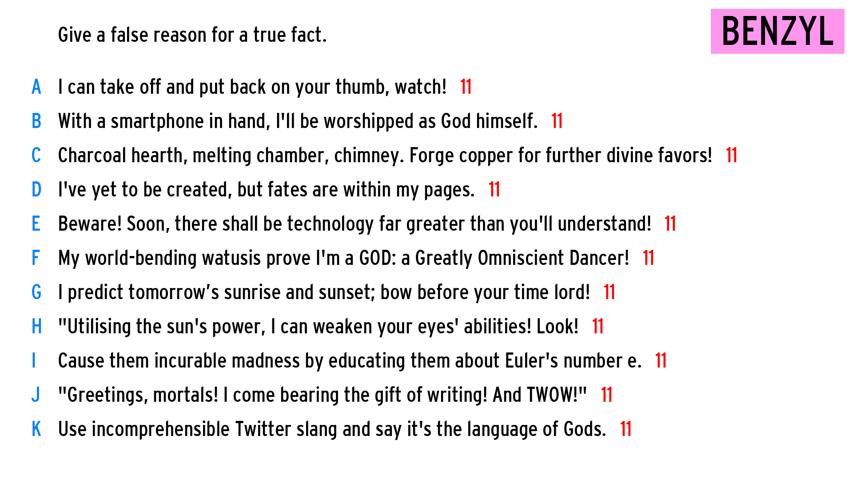 Give a false reason for a true fact.
BENZYL
A I can take off and put back on your thumb, watch! 11
B With a smartphone in hand, I'll be worshipped as God himself. 11
C Charcoal hearth, melting chamber, chimney. Forge copper for further divine favors! 11
D I've yet to be created, but fates are within my pages. 11
E Beware! Soon, there shall be technology far greater than you'll understand! 11
F My world-bending watusis prove I'm a GOD: a Greatly Omniscient Dancer! 11
G I predict tomorrow’s sunrise and sunset; bow before your time lord! 11
H "Utilising the sun's power, I can weaken your eyes' abilities! Look! 11
I Cause them incurable madness by educating them about Euler's number e. 11
J "Greetings, mortals! I come bearing the gift of writing! And TWOW!" 11
K Use incomprehensible Twitter slang and say it's the language of Gods. 11